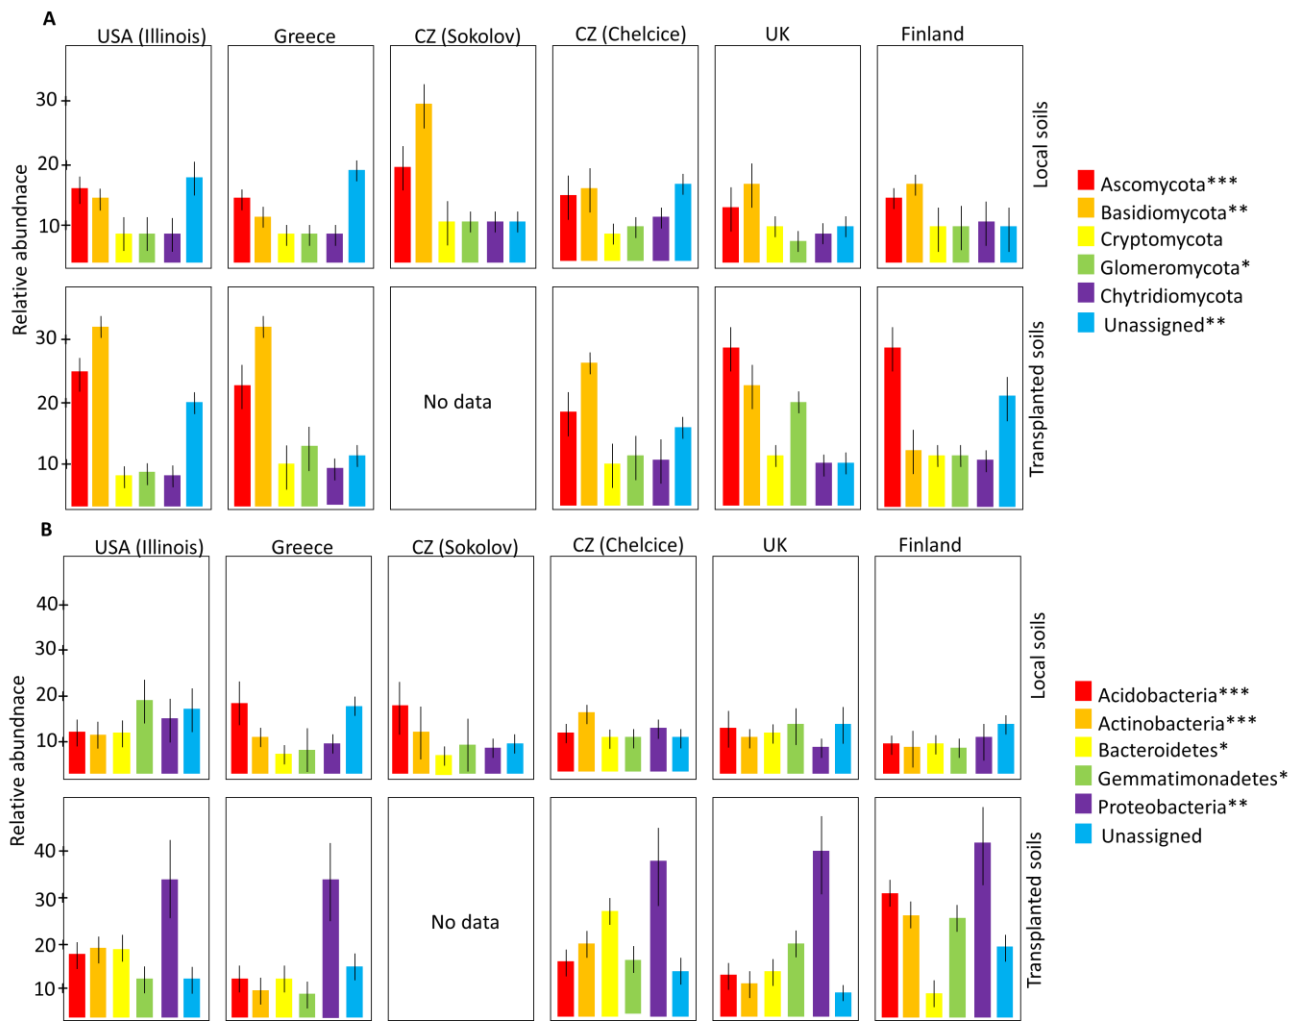 A
USA (Illinois) Greece CZ (Sokolov) CZ (Chelcice) UK Finland
Relative abundnace
30
20
10
Local soils
30
20
10
No data
Transplanted soils
Ascomycota***
Basidiomycota**
Cryptomycota
Glomeromycota*
Chytridiomycota
Unassigned**
B
USA (Illinois) Greece CZ (Sokolov) CZ (Chelcice) UK Finland
Relative abundnace
40
30
20
10
Local soils
40
30
20
10
No data
Transplanted soils
Acidobacteria***
Actinobacteria***
Bacteroidetes*
Gemmatimonadetes*
Proteobacteria**
Unassigned